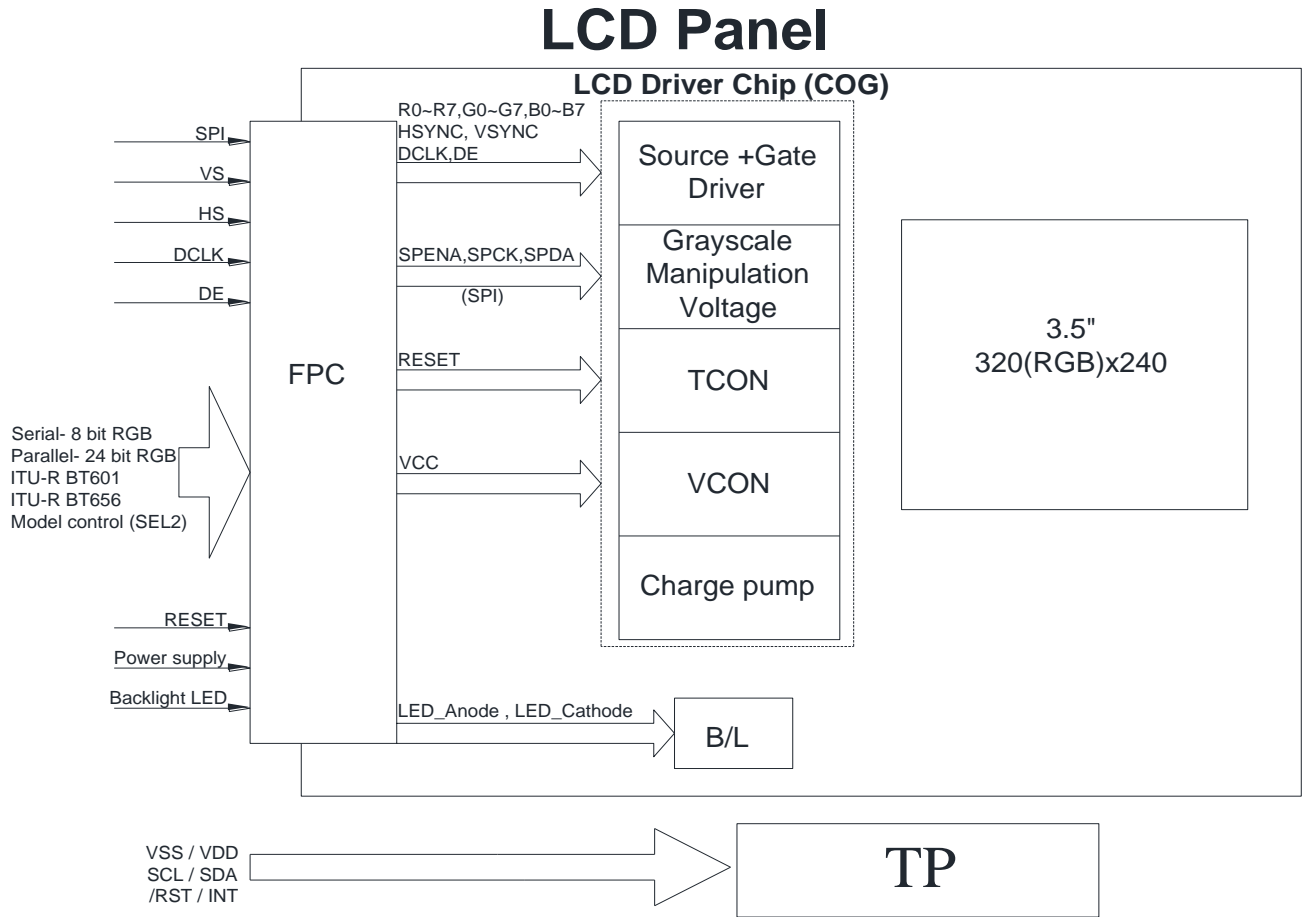 LCD Panel
LCD Driver Chip (COG)
SPI
VS
HS
DCLK
DE
Serial- 8 bit RGB
Parallel- 24 bit RGB
ITU-R BT601
ITU-R BT656
Model control (SEL2)
RESET
Power supply
Backlight LED
FPC
R0~R7,G0~G7,B0~B7
HSYNC, VSYNC
DCLK,DE
SPENA,SPCK,SPDA
(SPI)
RESET
VCC
LED_Anode , LED_Cathode
Source +Gate
Driver
Grayscale
Manipulation
Voltage
TCON
VCON
Charge pump
B/L
3.5"
320(RGB)x240
VSS / VDD
SCL / SDA
/RST / INT
TP